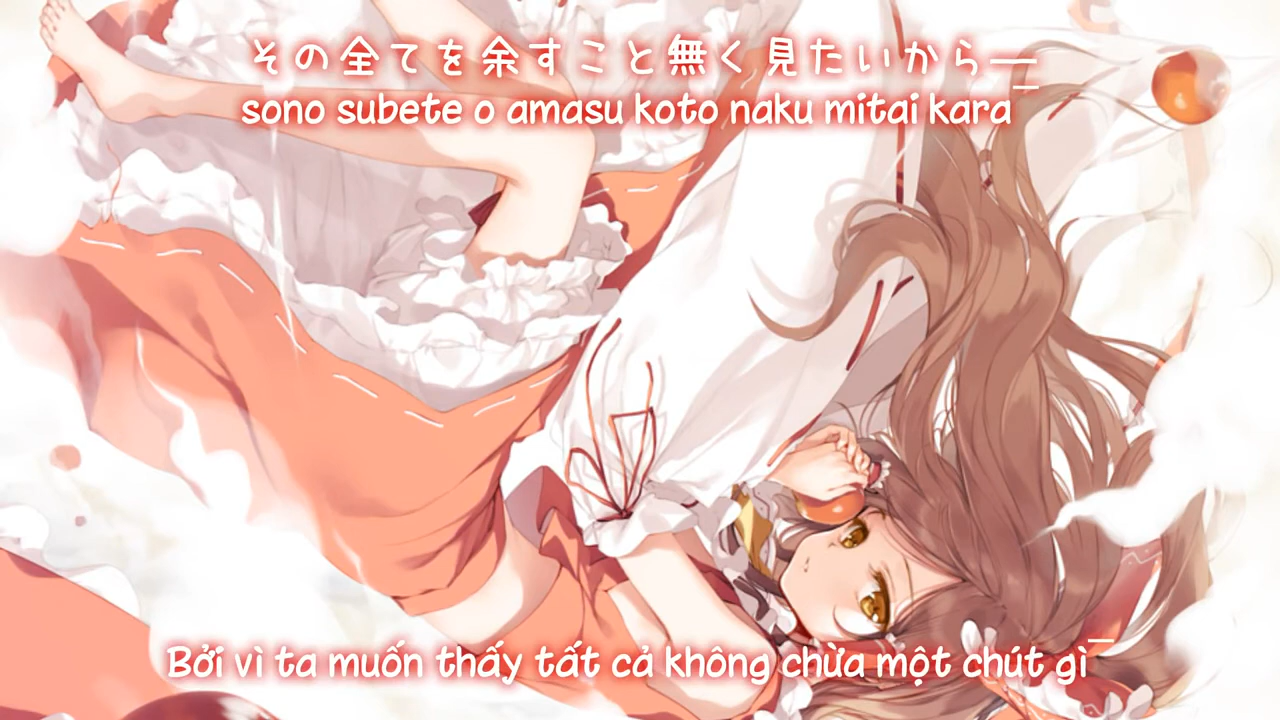 その全てを余すこと無く見たいから―
sono subete o amasu koto naku mitai kara¯
Bởi vì ta muốn thấy tất cả không chừa một chút gì¯